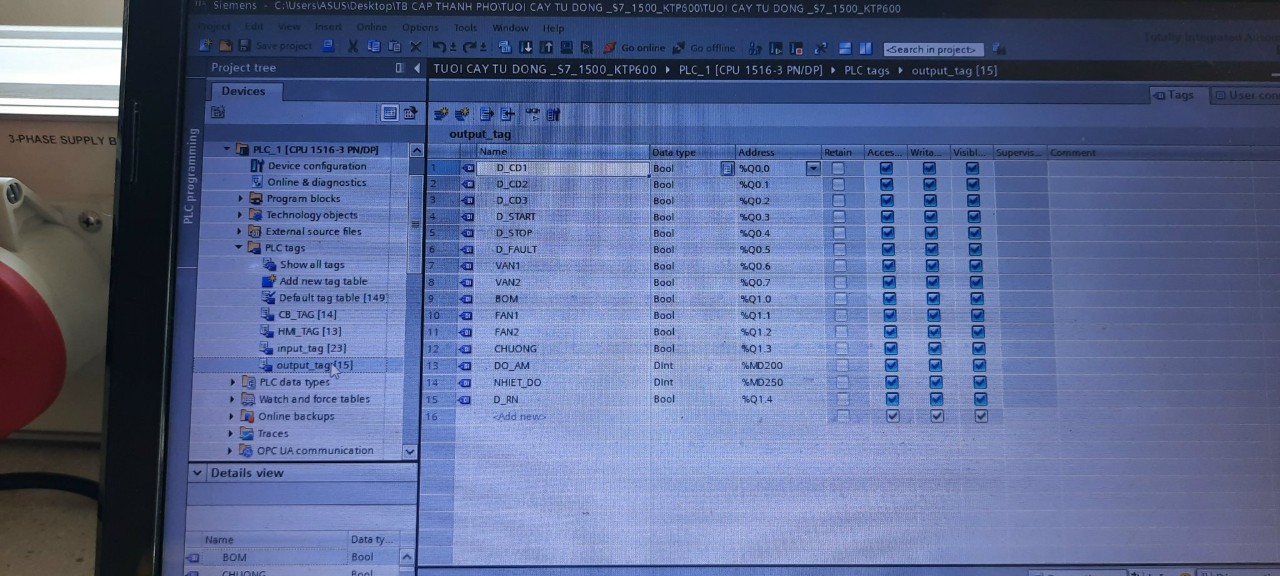 Siemens - C:\Users\ASUS\Desktop\TB CAP THANH PHO\TUOI CAY TU DONG _S7_1500_KTP600\TUOI CAY TU DONG _S7_1500_KTP600
Project Edit View Insert Online Options Tools Window Help
Save project Go online Go offline <Search in project>
Project tree
TUOI CAY TU DONG _S7_1500_KTP600 PLC_1 [CPU 1516-3 PN/DP] PLC tags output_tag [15]
Devices
Tags User con
output_tag
3-PHASE SUPPLY B
PLC programming
PLC_1 [CPU 1516-3 PN/DP]
Device configuration
Online & diagnostics
Program blocks
Technology objects
External source files
PLC tags
Show all tags
Add new tag table
Default tag table [149]
CB_TAG [14]
HMI_TAG [13]
input_tag [23]
output_tag [15]
PLC data types
Watch and force tables
Online backups
Traces
OPC UA communication
Name Data type Address Retain Acces... Writa... Visibl... Supervis... Comment
1 D_CD1 Bool %Q0.0
2 D_CD2 Bool %Q0.1
3 D_CD3 Bool %Q0.2
4 D_START Bool %Q0.3
5 D_STOP Bool %Q0.4
6 D_FAULT Bool %Q0.5
7 VAN1 Bool %Q0.6
8 VAN2 Bool %Q0.7
9 BOM Bool %Q1.0
10 FAN1 Bool %Q1.1
11 FAN2 Bool %Q1.2
12 CHUONG Bool %Q1.3
13 DO_AM DInt %MD200
14 NHIET_DO DInt %MD250
15 D_RN Bool %Q1.4
16 <Add new>
Details view
Name Data ty...
BOM Bool
CHUONG Bool